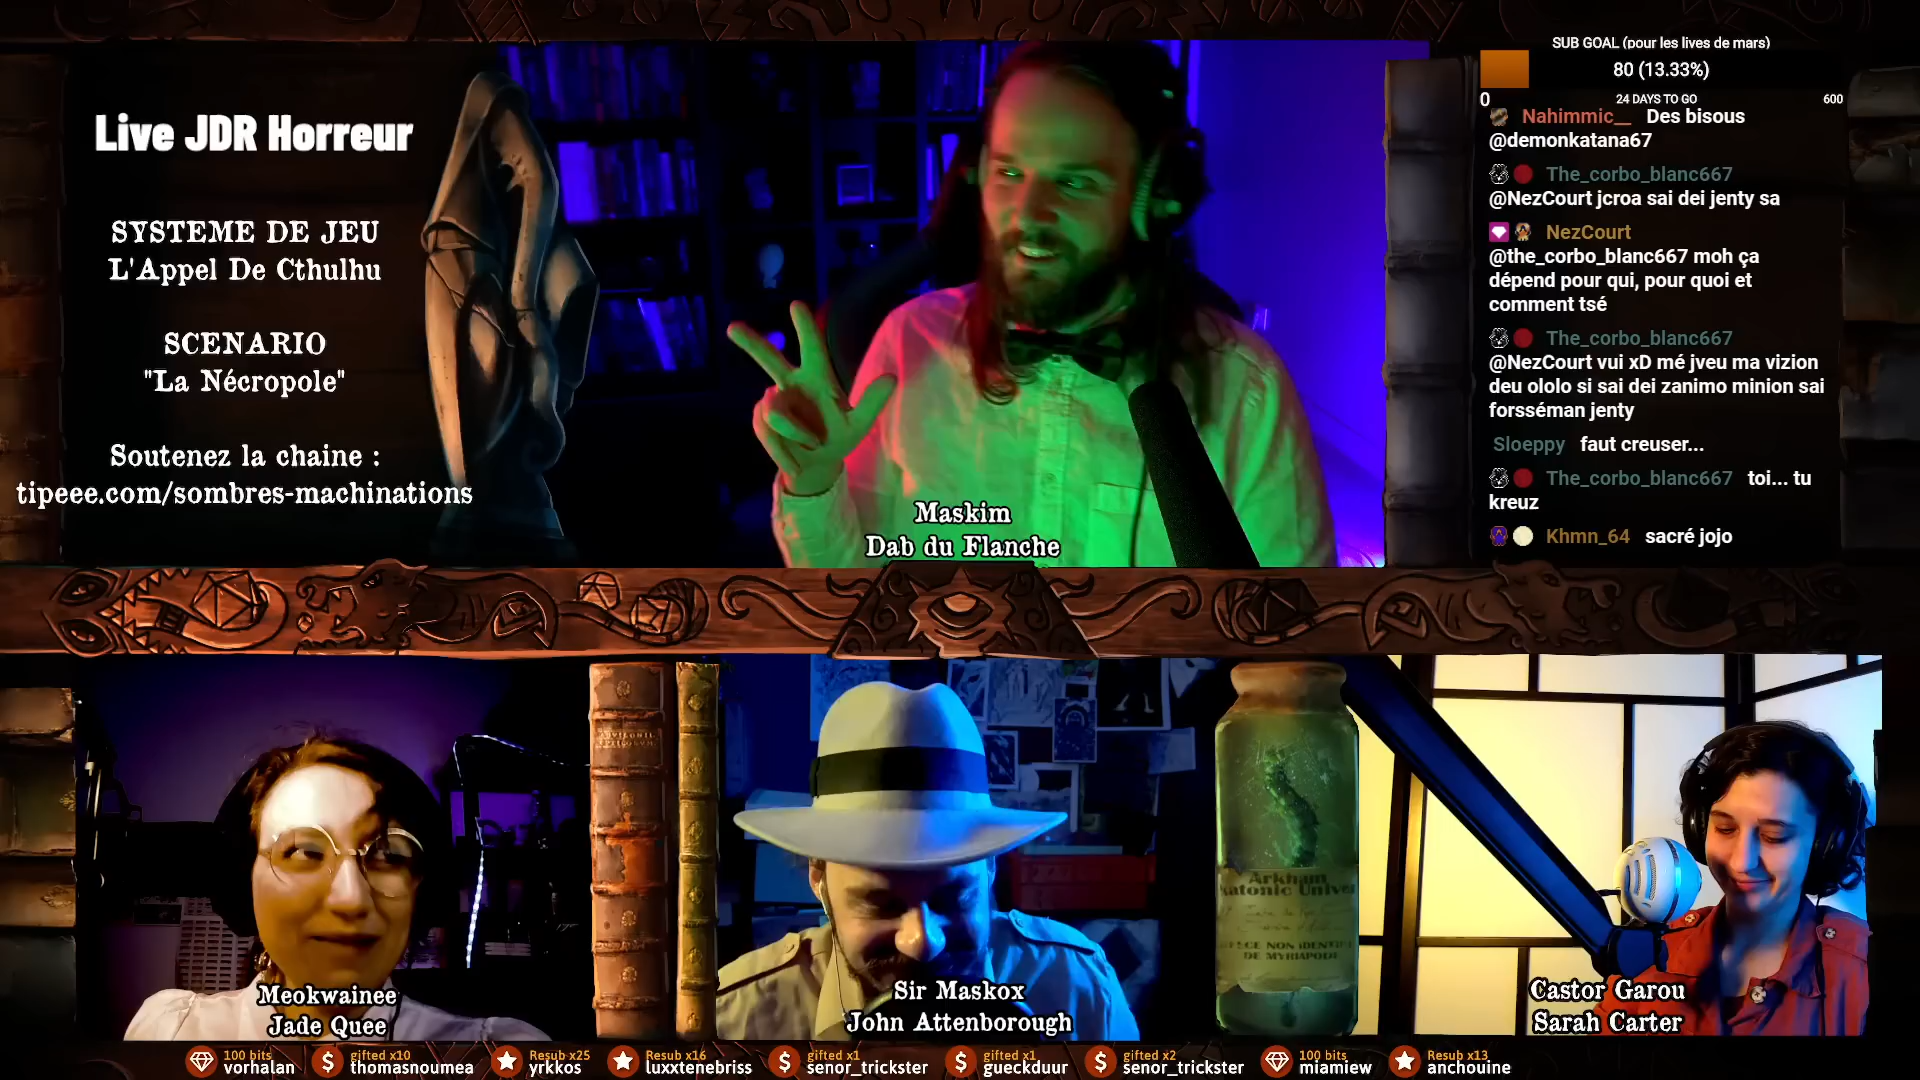 Live JDR Horreur
SYSTEME DE JEU
L'Appel De Cthulhu
SCENARIO
"La Nécropole"
Soutenez la chaine :
tipeee.com/sombres-machinations
Maskim
Dab du Flanche
SUB GOAL (pour les lives de mars)
80 (13.33%)
0
24 DAYS TO GO
600
Nahimmic__ Des bisous
@demonkatana67
The_corbo_blanc667
@NezCourt jcroa sai dei jenty sa
NezCourt
@the_corbo_blanc667 moh ça
dépend pour qui, pour quoi et
comment tsé
The_corbo_blanc667
@NezCourt vui xD mé jveu ma vizion
deu ololo si sai dei zanimo minion sai
forsséman jenty
Sloeppy faut creuser...
The_corbo_blanc667 toi... tu
kreuz
Khmn_64 sacré jojo
Meokwainee
Jade Quee
Sir Maskox
John Attenborough
Arkham
katonic Univer
DE MYRIAPODE
Castor Garou
Sarah Carter
100 bits
vorhalan
gifted x10
thomasnoumea
Resub x25
yrkkos
Resub x16
luxxtenebriss
gifted x1
senor_trickster
gifted x1
gueckduur
gifted x2
senor_trickster
100 bits
miamiew
Resub x13
anchouine